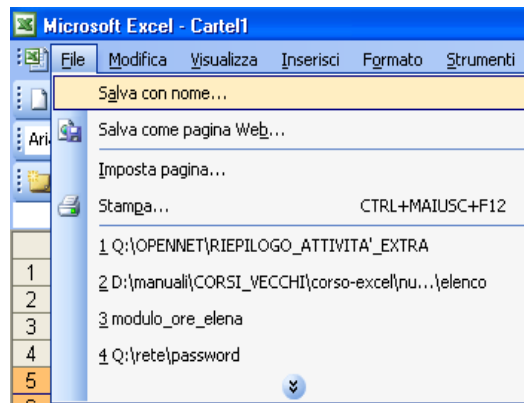 Microsoft Excel - Cartel1
File Modifica Visualizza Inserisci Formato Strumenti
Salva con nome...
Ari
Salva come pagina Web...
Imposta pagina...
Stampa... CTRL+MAIUSC+F12
1 Q:\OPENNET\RIEPILOGO_ATTIVITA'_EXTRA
1
2 D:\manuali\CORSI_VECCHI\corso-excel\nu...\elenco
2
3 modulo_ore_elena
3
4 Q:\rete\password
4
5